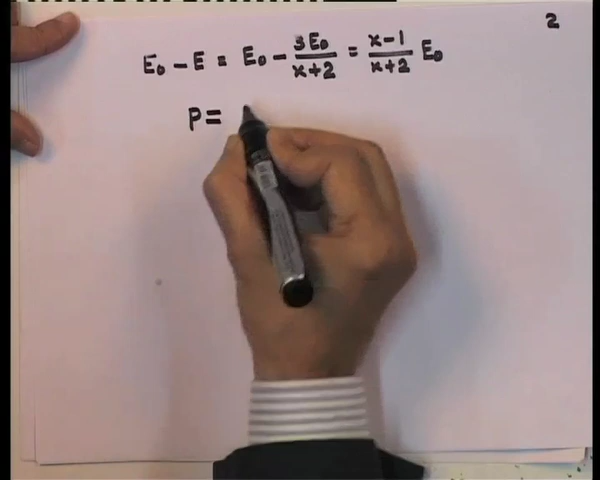 2
E₀ − E = E₀ − 3E₀/x+2 = x−1/x+2 E₀
P =